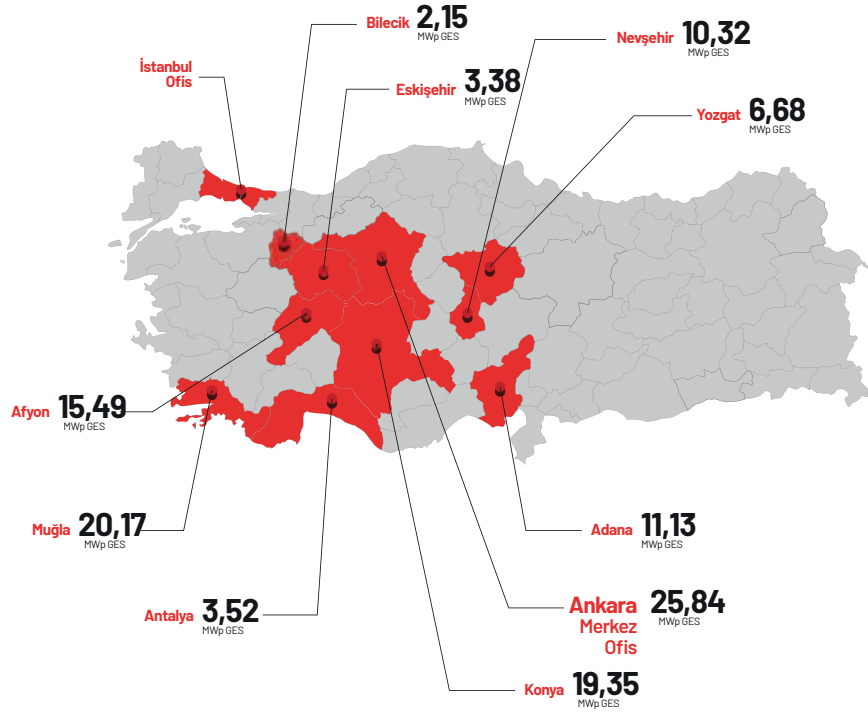 Bilecik 2,15
MWp GES
Nevşehir 10,32
MWp GES
İstanbul
Ofis
Eskişehir 3,38
MWp GES
Yozgat 6,68
MWp GES
Afyon 15,49
MWp GES
Muğla 20,17
MWp GES
Adana 11,13
MWp GES
Antalya 3,52
MWp GES
Ankara 25,84
Merkez
Ofis
MWp GES
Konya 19,35
MWp GES